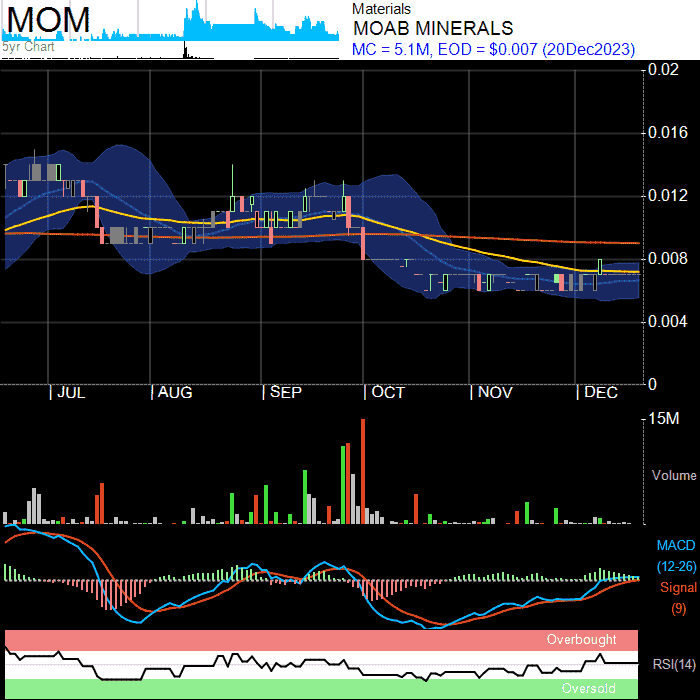 MOM
5yr Chart
Materials
MOAB MINERALS
MC = 5.1M, EOD = $0.007 (20Dec2023)
0.02
0.016
0.012
0.008
0.004
0
| JUL | AUG | SEP | OCT | NOV | DEC
15M
Volume
MACD
(12-26)
Signal
(9)
Overbought
RSI(14)
Oversold